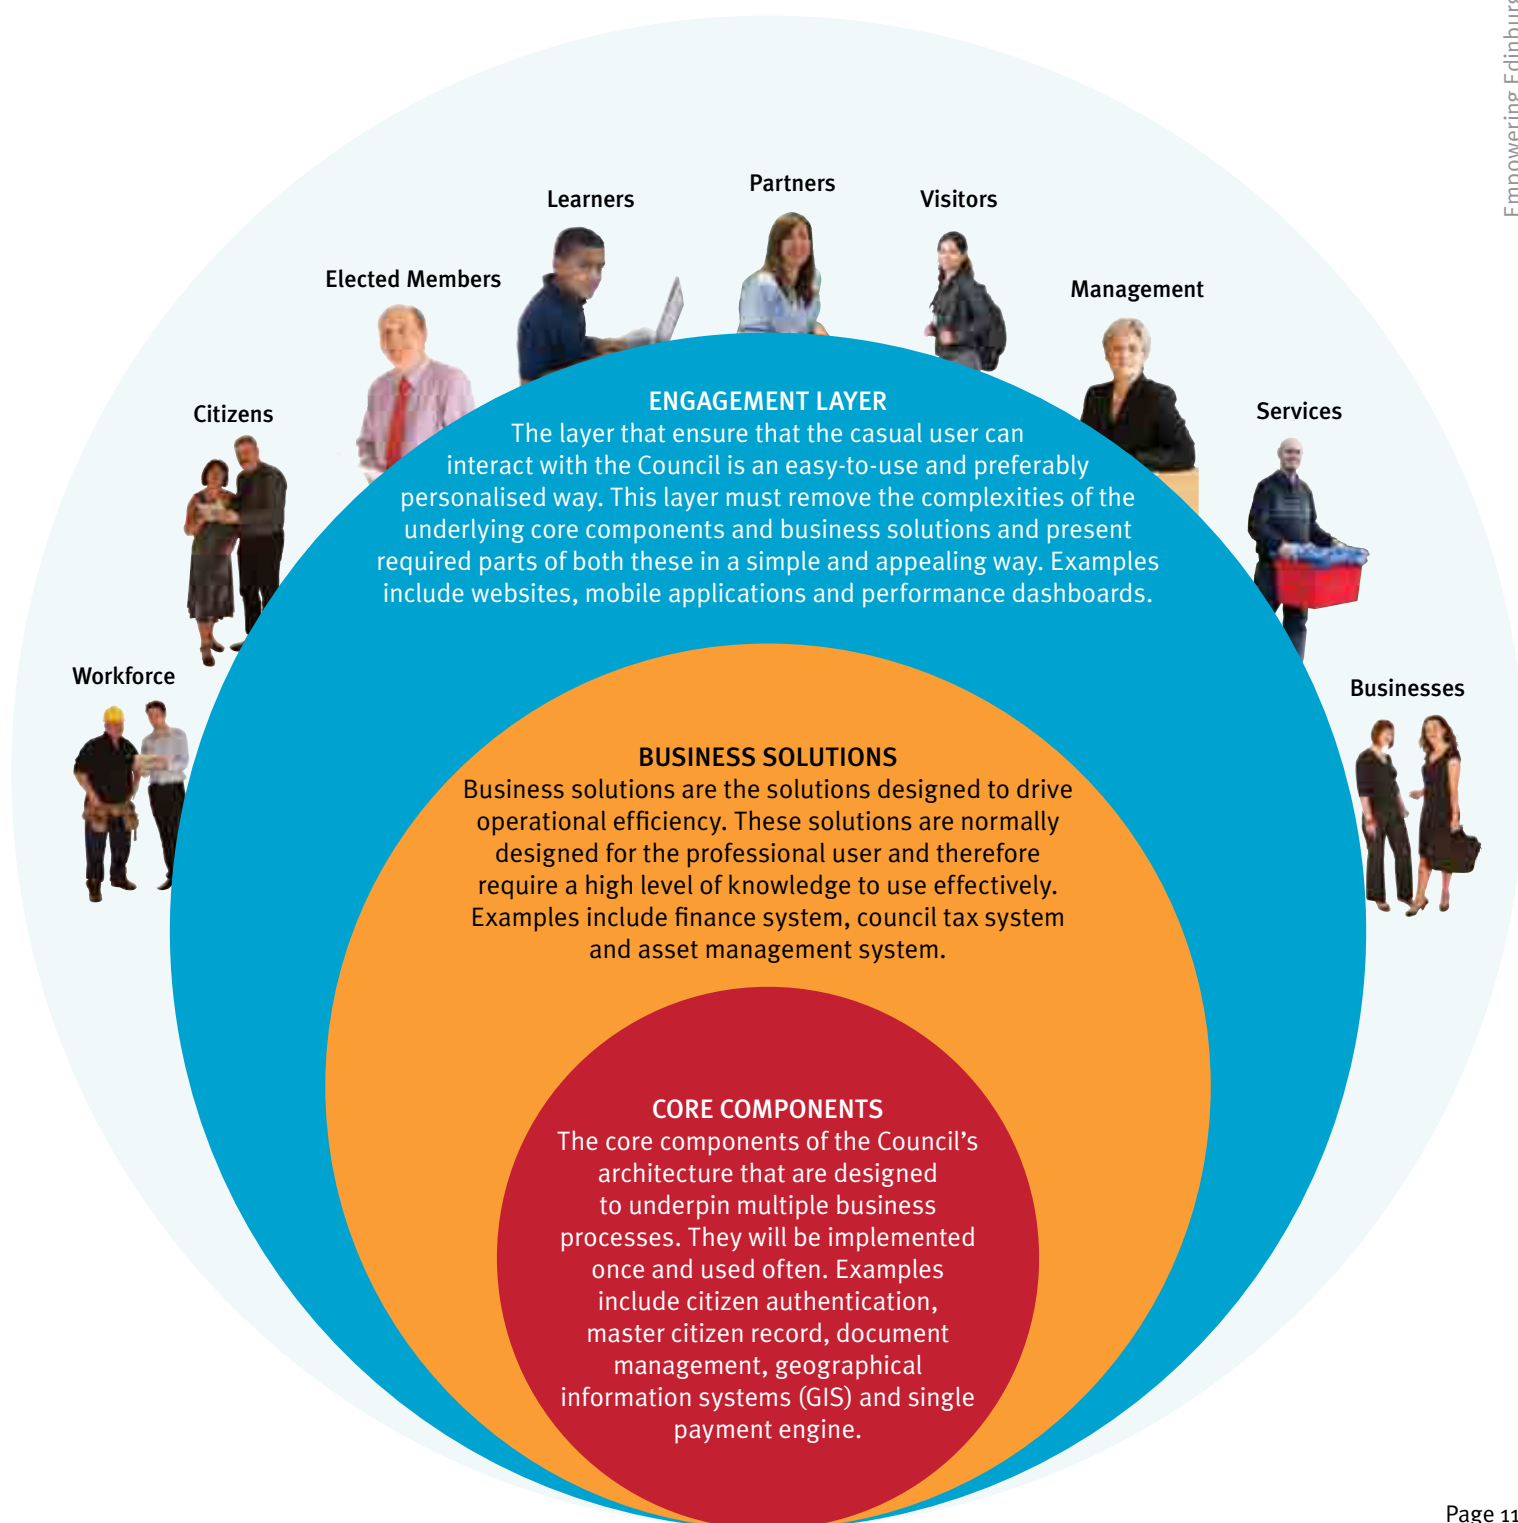 Empowering
Partners
Learners
Visitors
Elected Members
Management
Citizens
Services
Workforce
Businesses
ENGAGEMENT LAYER
The layer that ensure that the casual user can
interact with the Council is an easy-to-use and preferably
personalised way. This layer must remove the complexities of the
underlying core components and business solutions and present
required parts of both these in a simple and appealing way. Examples
include websites, mobile applications and performance dashboards.
BUSINESS SOLUTIONS
Business solutions are the solutions designed to drive
operational efficiency. These solutions are normally
designed for the professional user and therefore
require a high level of knowledge to use effectively.
Examples include finance system, council tax system
and asset management system.
CORE COMPONENTS
The core components of the Council’s
architecture that are designed
to underpin multiple business
processes. They will be implemented
once and used often. Examples
include citizen authentication,
master citizen record, document
management, geographical
information systems (GIS) and single
payment engine.
Page 11